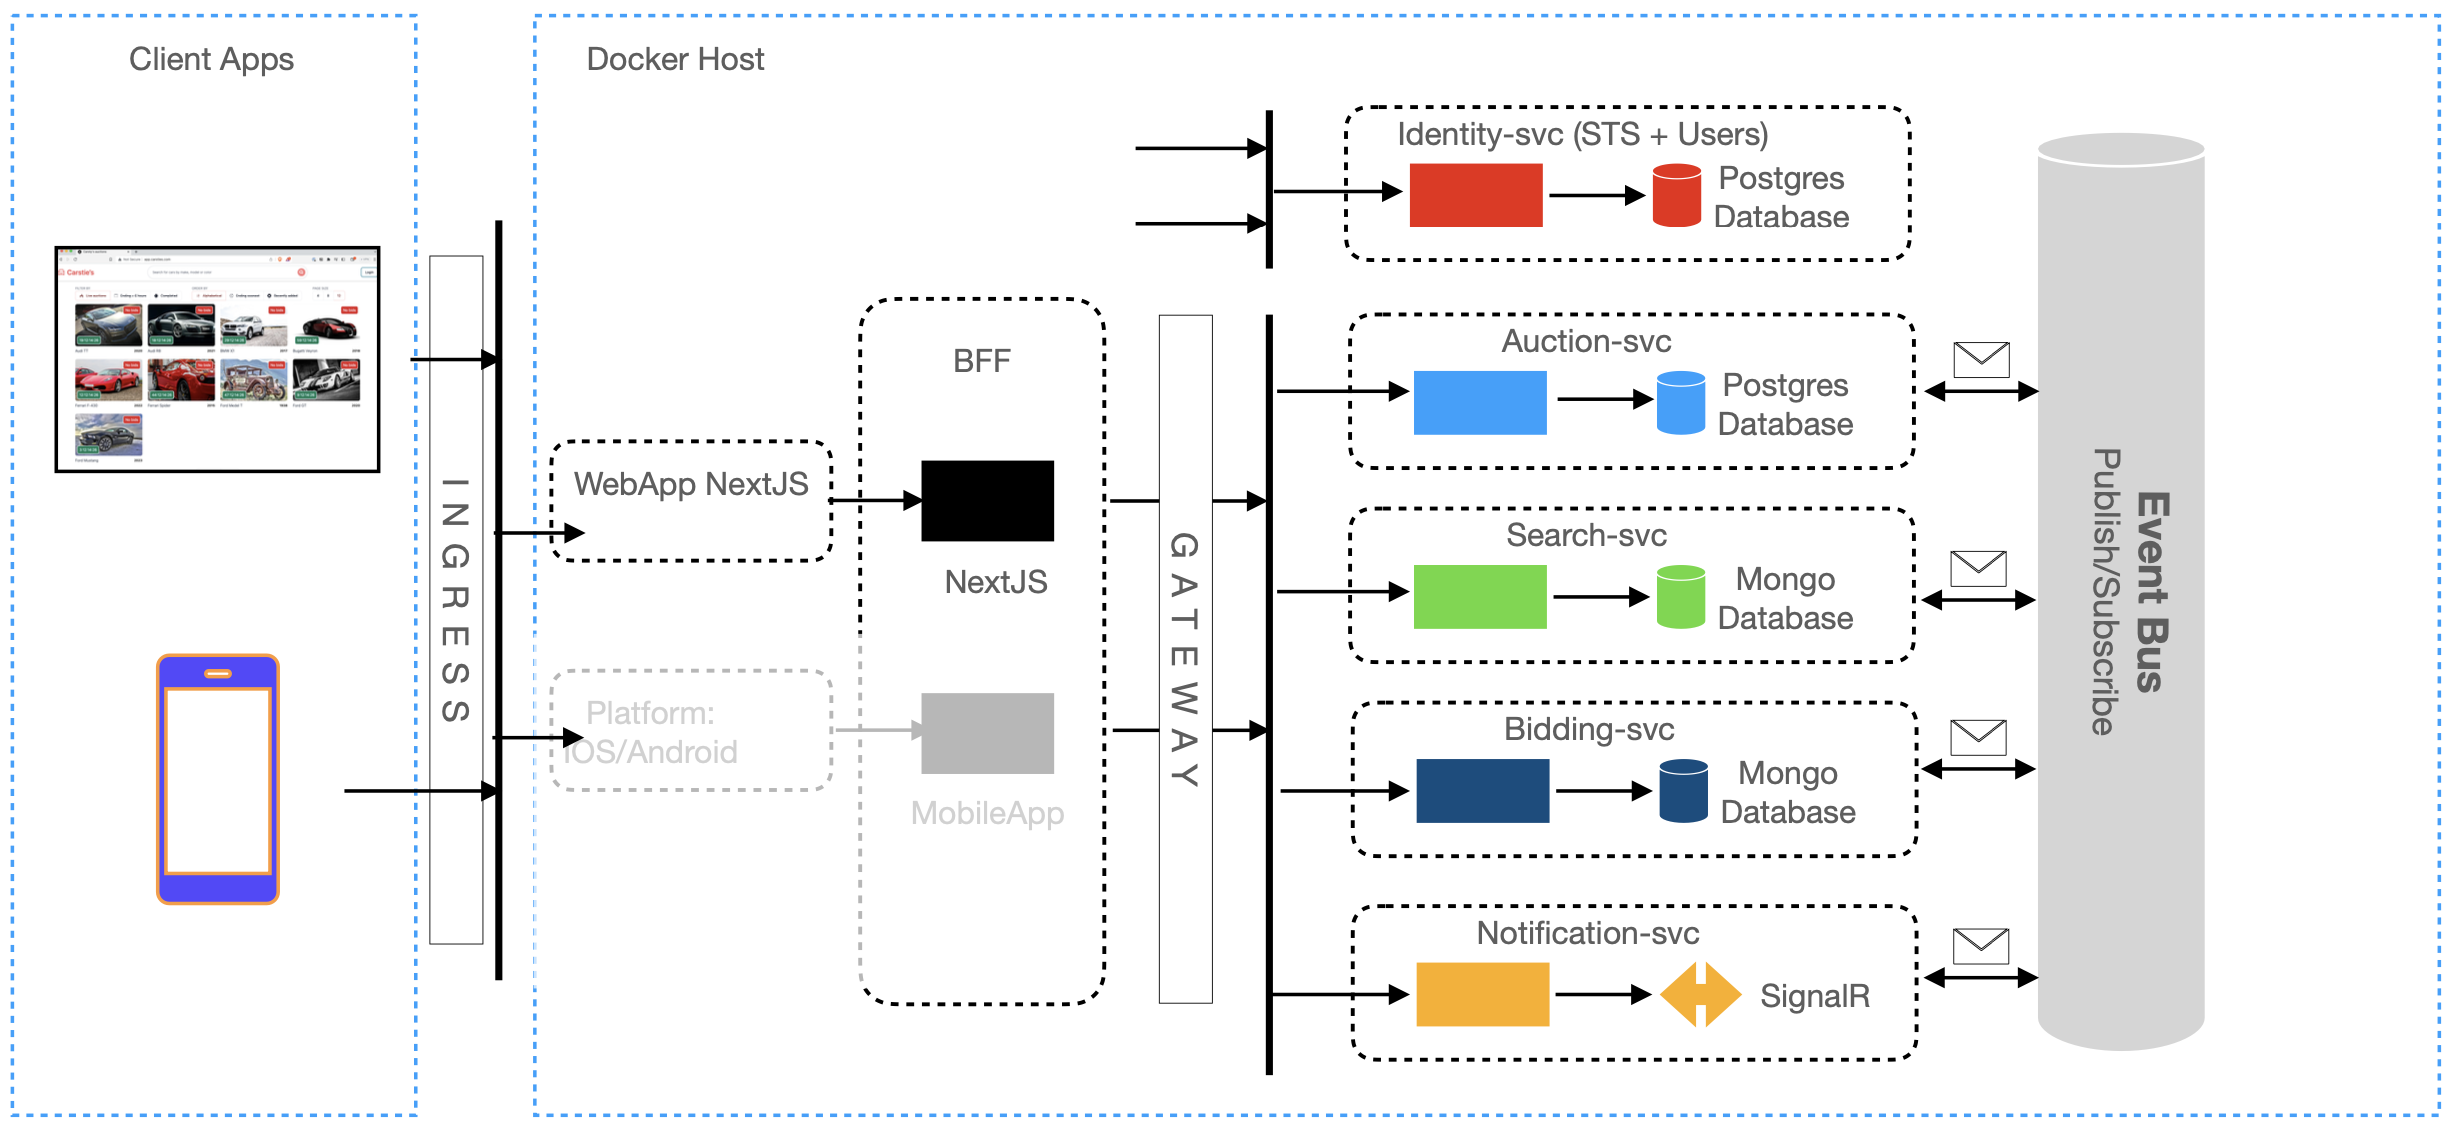 Client Apps
Docker Host
Carstie's
Login
INGRESS
WebApp NextJS
Platform:
iOS/Android
BFF
NextJS
MobileApp
GATEWAY
Identity-svc (STS + Users)
Postgres
Database
Auction-svc
Postgres
Database
Search-svc
Mongo
Database
Bidding-svc
Mongo
Database
Notification-svc
SignalR
Event Bus
Publish/Subscribe